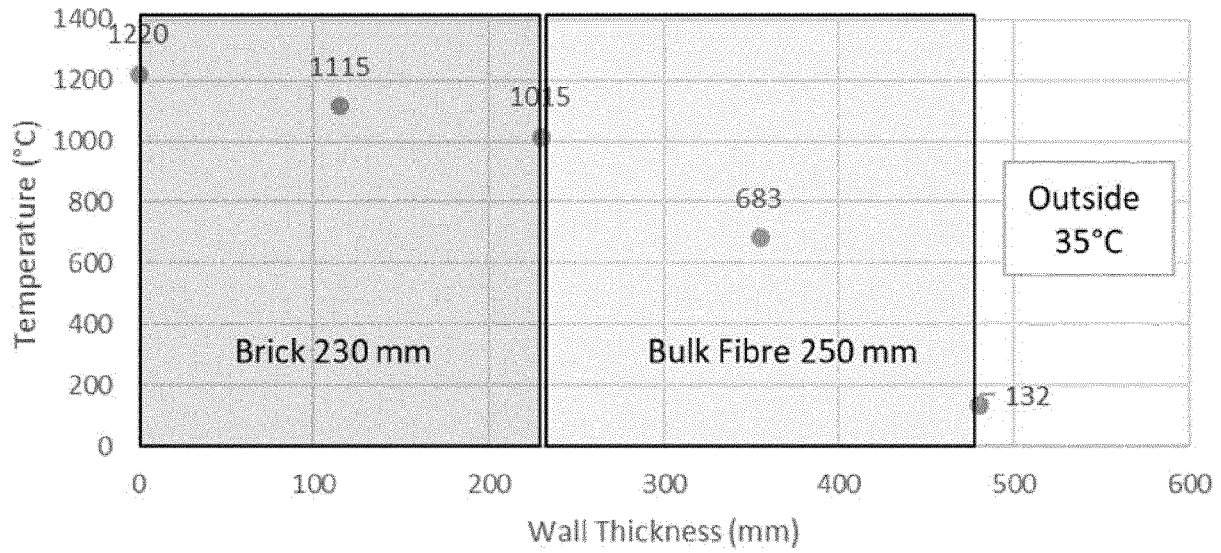 1400
1220
1200
1115
1015
1000
800
683
600
400
200
0
Temperature (°C)
Brick 230 mm
Bulk Fibre 250 mm
Outside
35°C
132
0 100 200 300 400 500 600
Wall Thickness (mm)